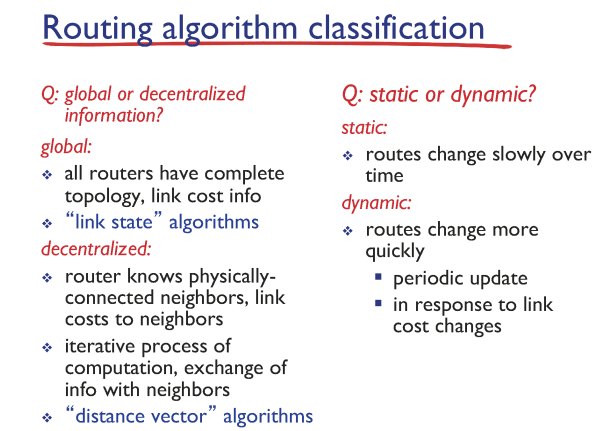 Routing algorithm classification
Q: global or decentralized
information?
global:
❖ all routers have complete
topology, link cost info
❖ “link state” algorithms
decentralized:
❖ router knows physically-
connected neighbors, link
costs to neighbors
❖ iterative process of
computation, exchange of
info with neighbors
❖ “distance vector” algorithms
Q: static or dynamic?
static:
❖ routes change slowly over
time
dynamic:
❖ routes change more
quickly
▪ periodic update
▪ in response to link
cost changes